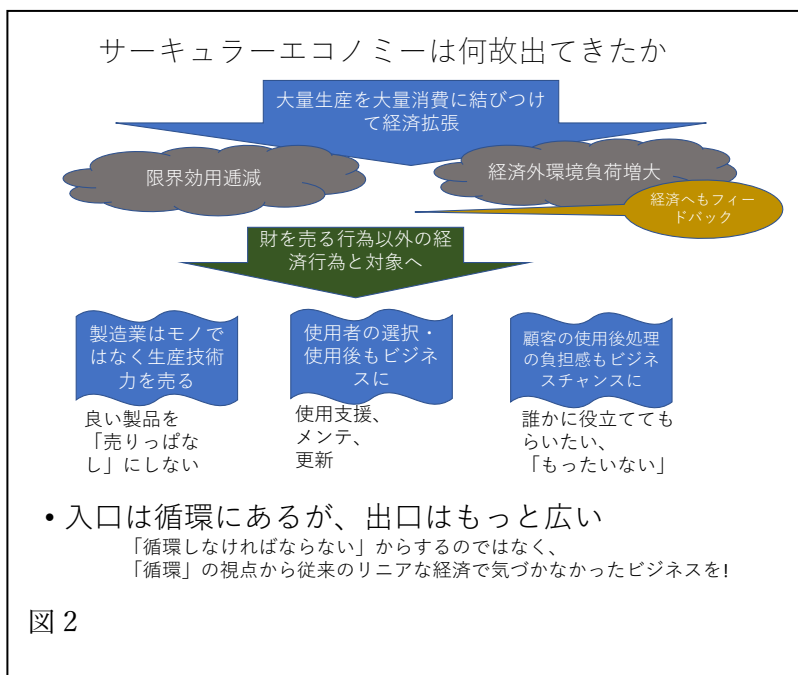 サーキュラーエコノミーは何故出てきたか
大量生産を大量消費に結びつけ
て経済拡張
限界効用逓減
経済外環境負荷増大
経済へもフィー
ドバック
財を売る行為以外の経
済行為と対象へ
製造業はモノで
はなく生産技術
力を売る
使用者の選択・
使用後もビジネ
スに
顧客の使用後処理
の負担感もビジネ
スチャンスに
良い製品を
「売りっぱな
し」にしない
使用支援、
メンテ、
更新
誰かに役立てても
らいたい、
「もったいない」
• 入口は循環にあるが、出口はもっと広い
「循環しなければならない」からするのではなく、
「循環」の視点から従来のリニアな経済で気づかなかったビジネスを!
図 2